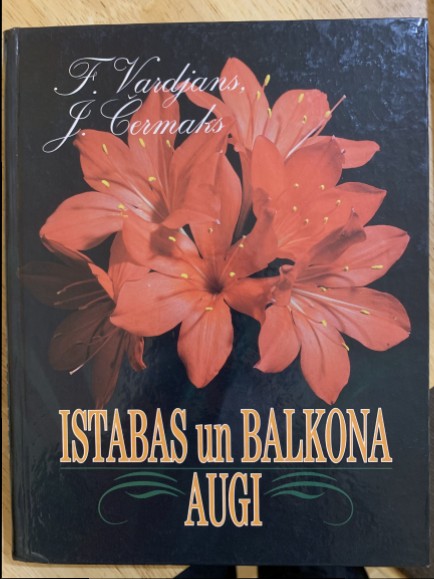 F. Vardjans,
J. Čermaks
ISTABAS un BALKONA
AUGI